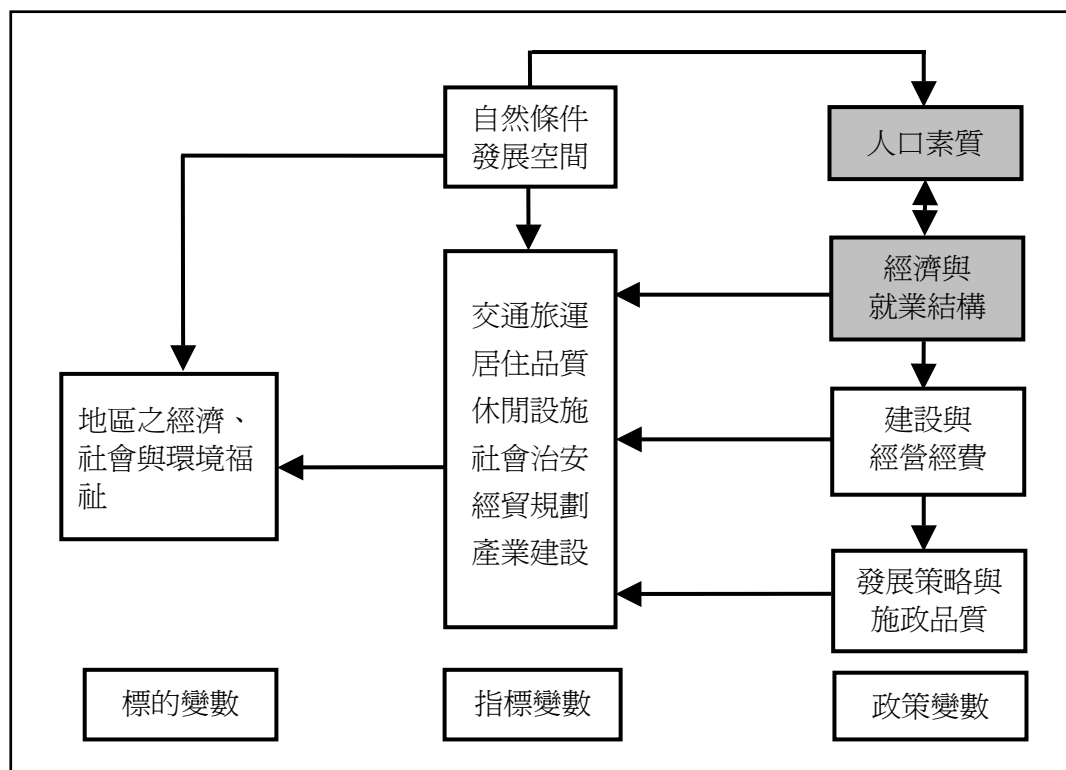 自然條件
發展空間
人口素質
經濟與
就業結構
交通旅運
居住品質
休閒設施
社會治安
經貿規劃
產業建設
地區之經濟、
社會與環境福
祉
建設與
經營經費
發展策略與
施政品質
標的變數
指標變數
政策變數